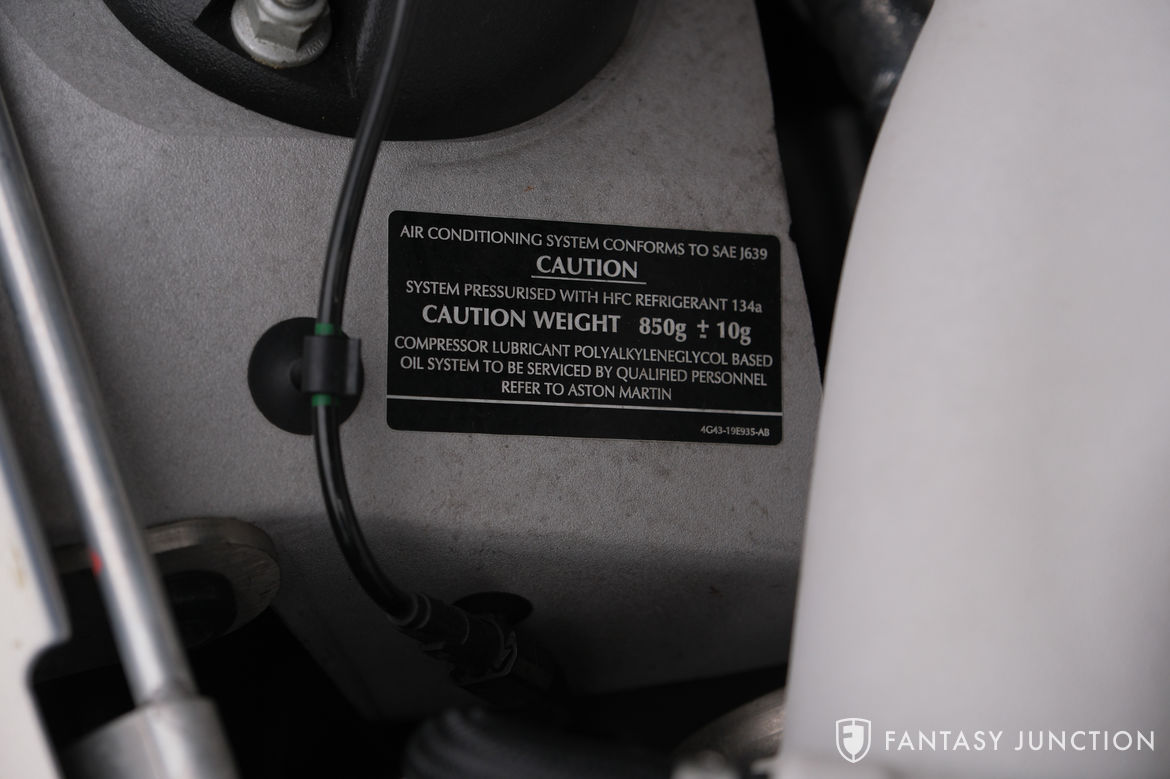 AIR CONDITIONING SYSTEM CONFORMS TO SAE J639
CAUTION
SYSTEM PRESSURISED WITH HFC REFRIGERANT 134a
CAUTION WEIGHT 850g ± 10g
COMPRESSOR LUBRICANT POLYALKYLENEGLYCOL BASED
OIL SYSTEM TO BE SERVICED BY QUALIFIED PERSONNEL
REFER TO ASTON MARTIN
4G43-19E935-AB
FANTASY JUNCTION